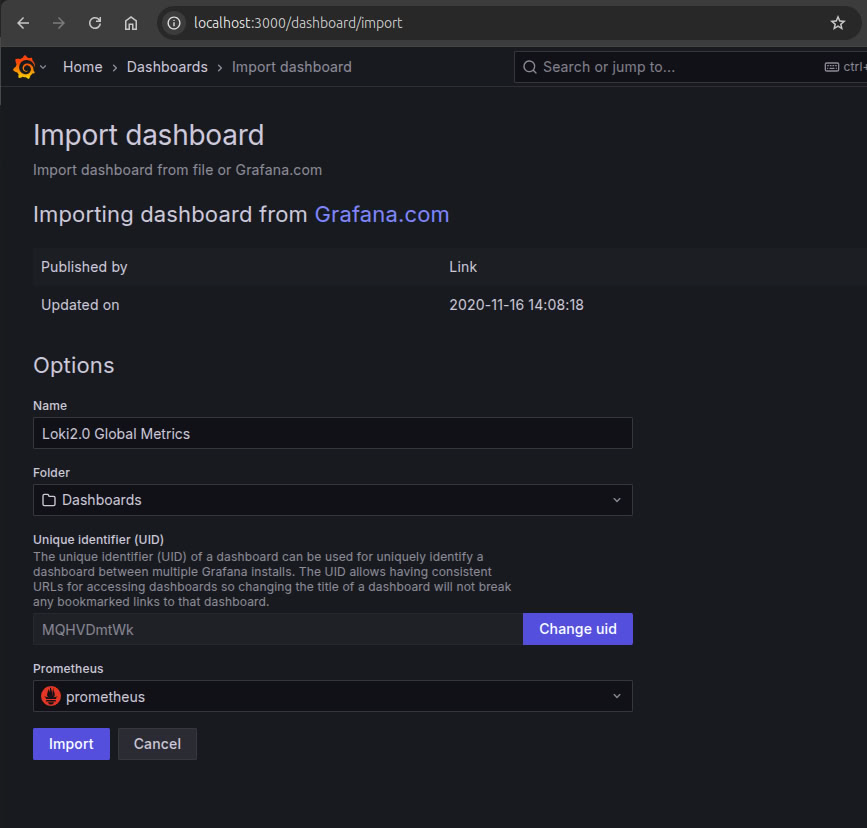 localhost:3000/dashboard/import
Home › Dashboards › Import dashboard
Search or jump to...
ctrl+
Import dashboard
Import dashboard from file or Grafana.com
Importing dashboard from Grafana.com
Published by Link
Updated on 2020-11-16 14:08:18
Options
Name
Loki2.0 Global Metrics
Folder
Dashboards
Unique identifier (UID)
The unique identifier (UID) of a dashboard can be used for uniquely identify a
dashboard between multiple Grafana installs. The UID allows having consistent
URLs for accessing dashboards so changing the title of a dashboard will not break
any bookmarked links to that dashboard.
MQHVDmtWk
Change uid
Prometheus
prometheus
Import Cancel